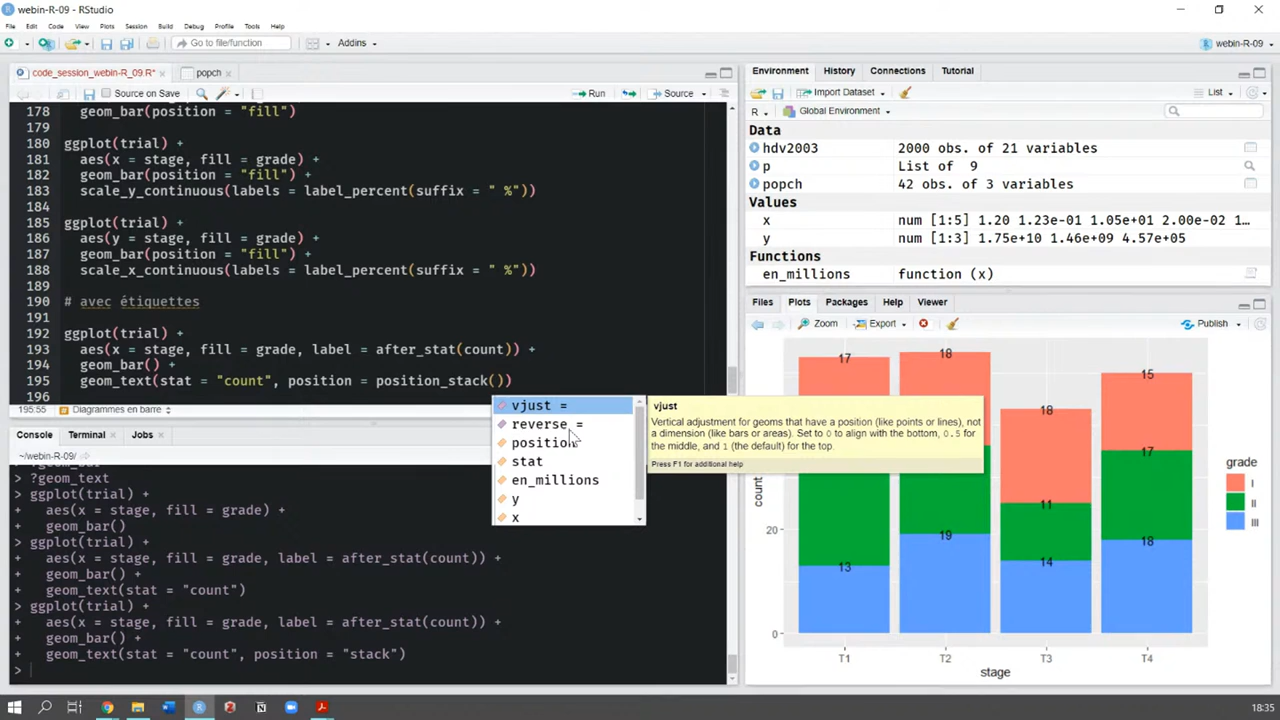 webin-R-09 - RStudio
File Edit Code View Plots Session Build Debug Profile Tools Help
Go to file/function Addins webin-R-09
code_session_webin-R_09.R* popch
Source on Save Run Source
178 geom_bar(position = "fill")
179
180 ggplot(trial) +
181 aes(x = stage, fill = grade) +
182 geom_bar(position = "fill") +
183 scale_y_continuous(labels = label_percent(suffix = " %"))
184
185 ggplot(trial) +
186 aes(y = stage, fill = grade) +
187 geom_bar(position = "fill") +
188 scale_x_continuous(labels = label_percent(suffix = " %"))
189
190 # avec étiquettes
191
192 ggplot(trial) +
193 aes(x = stage, fill = grade, label = after_stat(count)) +
194 geom_bar() +
195 geom_text(stat = "count", position = position_stack())
196
195:55 Diagrammes en barre
vjust =
reverse =
position
stat
en_millions
y
x
vjust
Vertical adjustment for geoms that have a position (like points or lines), not
a dimension (like bars or areas). Set to 0 to align with the bottom, 0.5 for
the middle, and 1 (the default) for the top.
Press F1 for additional help
Console Terminal Jobs
~/webin-R-09/
> ?geom_text
> ggplot(trial) +
+ aes(x = stage, fill = grade) +
+ geom_bar()
> ggplot(trial) +
+ aes(x = stage, fill = grade, label = after_stat(count)) +
+ geom_bar() +
+ geom_text(stat = "count")
> ggplot(trial) +
+ aes(x = stage, fill = grade, label = after_stat(count)) +
+ geom_bar() +
+ geom_text(stat = "count", position = "stack")
>
Environment History Connections Tutorial
Import Dataset List
R Global Environment
Data
hdv2003 2000 obs. of 21 variables
p List of 9
popch 42 obs. of 3 variables
Values
x num [1:5] 1.20 1.23e-01 1.05e+01 2.00e-02 1...
y num [1:3] 1.75e+10 1.46e+09 4.57e+05
Functions
en_millions function (x)
Files Plots Packages Help Viewer
Zoom Export Publish
17 18 15
18
17
11
19 18
13 14
count
20
0
T1 T2 T3 T4
stage
grade
I
II
III
18:35